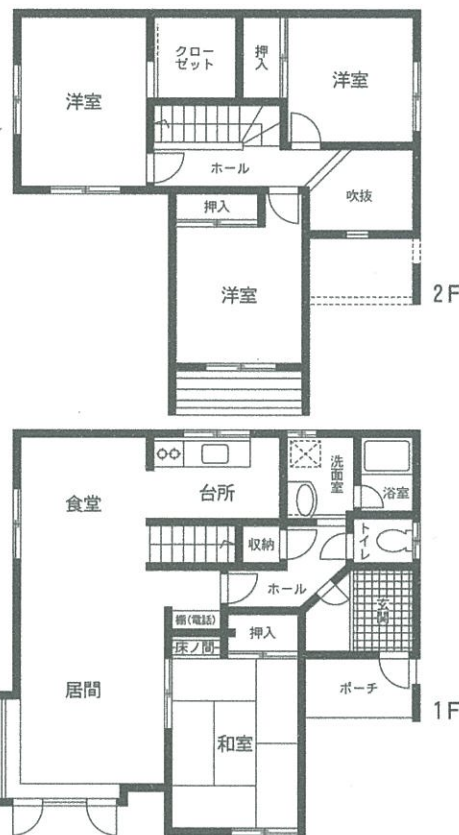 クロー
ゼット
押入
洋室
洋室
ホール
押入
吹抜
洋室
2F
台所
洗面室
浴室
食堂
収納
トイレ
ホール
玄関
棚(電話)
押入
床ノ間
居間
ポーチ
和室
1F